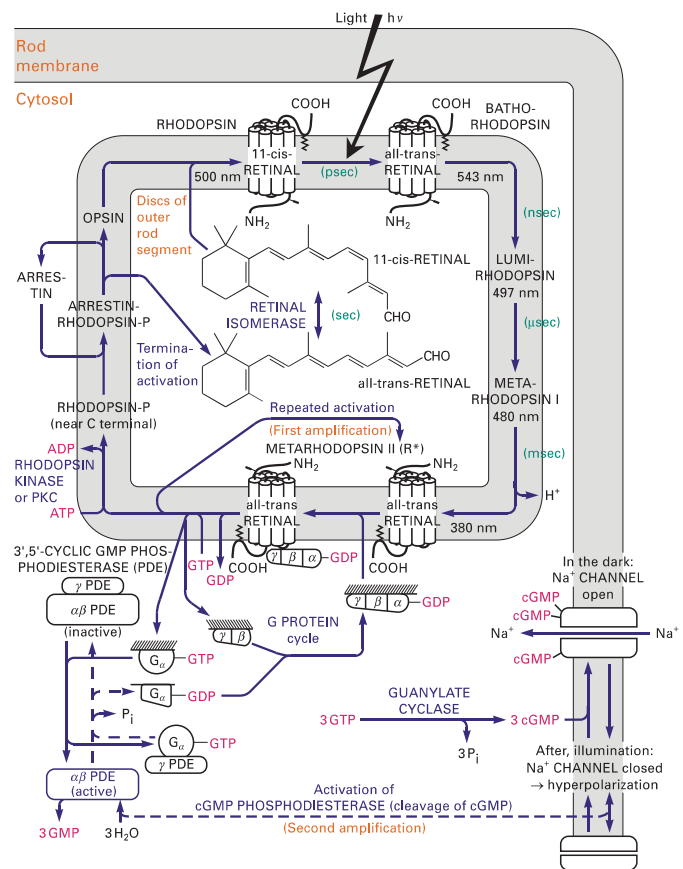 Light hν
Rod
membrane
Cytosol
COOH
RHODOPSIN
COOH
BATHO-
RHODOPSIN
11-cis-
RETINAL
500 nm
(psec)
all-trans-
RETINAL
543 nm
NH2
NH2
OPSIN
Discs of
outer
rod
segment
(nsec)
11-cis-RETINAL
LUMI-
RHODOPSIN
497 nm
ARRES-
TIN
ARRESTIN-
RHODOPSIN-P
RETINAL
ISOMERASE
(sec)
CHO
(μsec)
Termina-
tion of
activation
CHO
all-trans-RETINAL
META-
RHODOPSIN I
480 nm
RHODOPSIN-P
(near C terminal)
Repeated activation
(First amplification)
METARHODOPSIN II (R*)
(msec)
ADP
RHODOPSIN
KINASE
or PKC
ATP
NH2
NH2
H+
all-trans
RETINAL
all-trans
RETINAL
380 nm
3',5'-CYCLIC GMP PHOS-
PHODIESTERASE (PDE)
GTP
GDP
COOH
γ β α GDP
COOH
In the dark:
Na+ CHANNEL
open
γ PDE
αβ PDE
(inactive)
γ β
G PROTEIN
cycle
γ β α GDP
cGMP
cGMP
Na+
Na+
cGMP
Gα GTP
Gα GDP
Pi
GUANYLATE
CYCLASE
3 GTP
3 cGMP
3 Pi
Gα GTP
γ PDE
After, illumination:
Na+ CHANNEL closed
→ hyperpolarization
αβ PDE
(active)
Activation of
cGMP PHOSPHODIESTERASE (cleavage of cGMP)
(Second amplification)
3 GMP
3 H2O